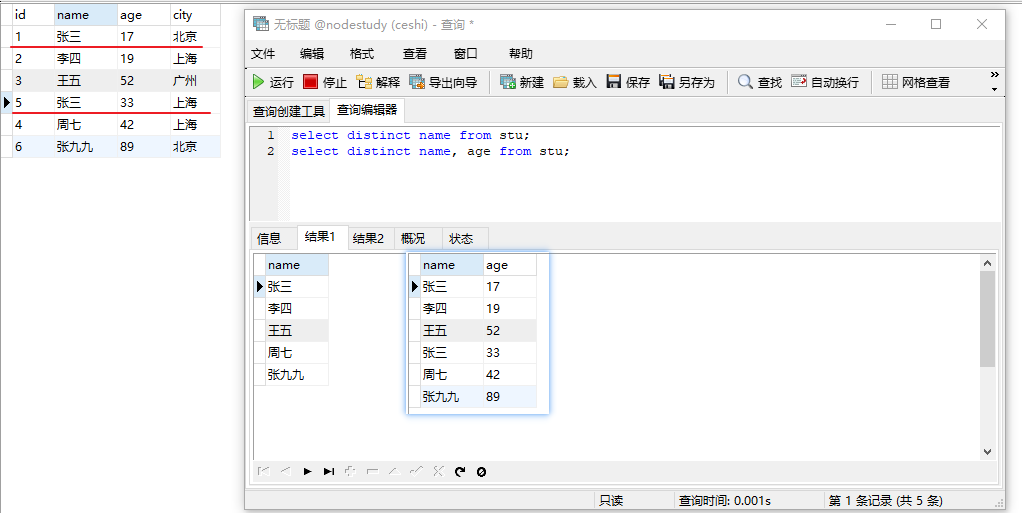 id name age city
1 张三 17 北京
2 李四 19 上海
3 王五 52 广州
5 张三 33 上海
4 周七 42 上海
6 张九九 89 北京
无标题 @nodestudy (ceshi) - 查询 *
文件 编辑 格式 查看 窗口 帮助
运行 停止 解释 导出向导 新建 载入 保存 另存为 查找 自动换行 网格查看
查询创建工具 查询编辑器
1 select distinct name from stu;
2 select distinct name, age from stu;
信息 结果1 结果2 概况 状态
name
张三
李四
王五
周七
张九九
name age
张三 17
李四 19
王五 52
张三 33
周七 42
张九九 89
只读 查询时间: 0.001s 第 1 条记录 (共 5 条)